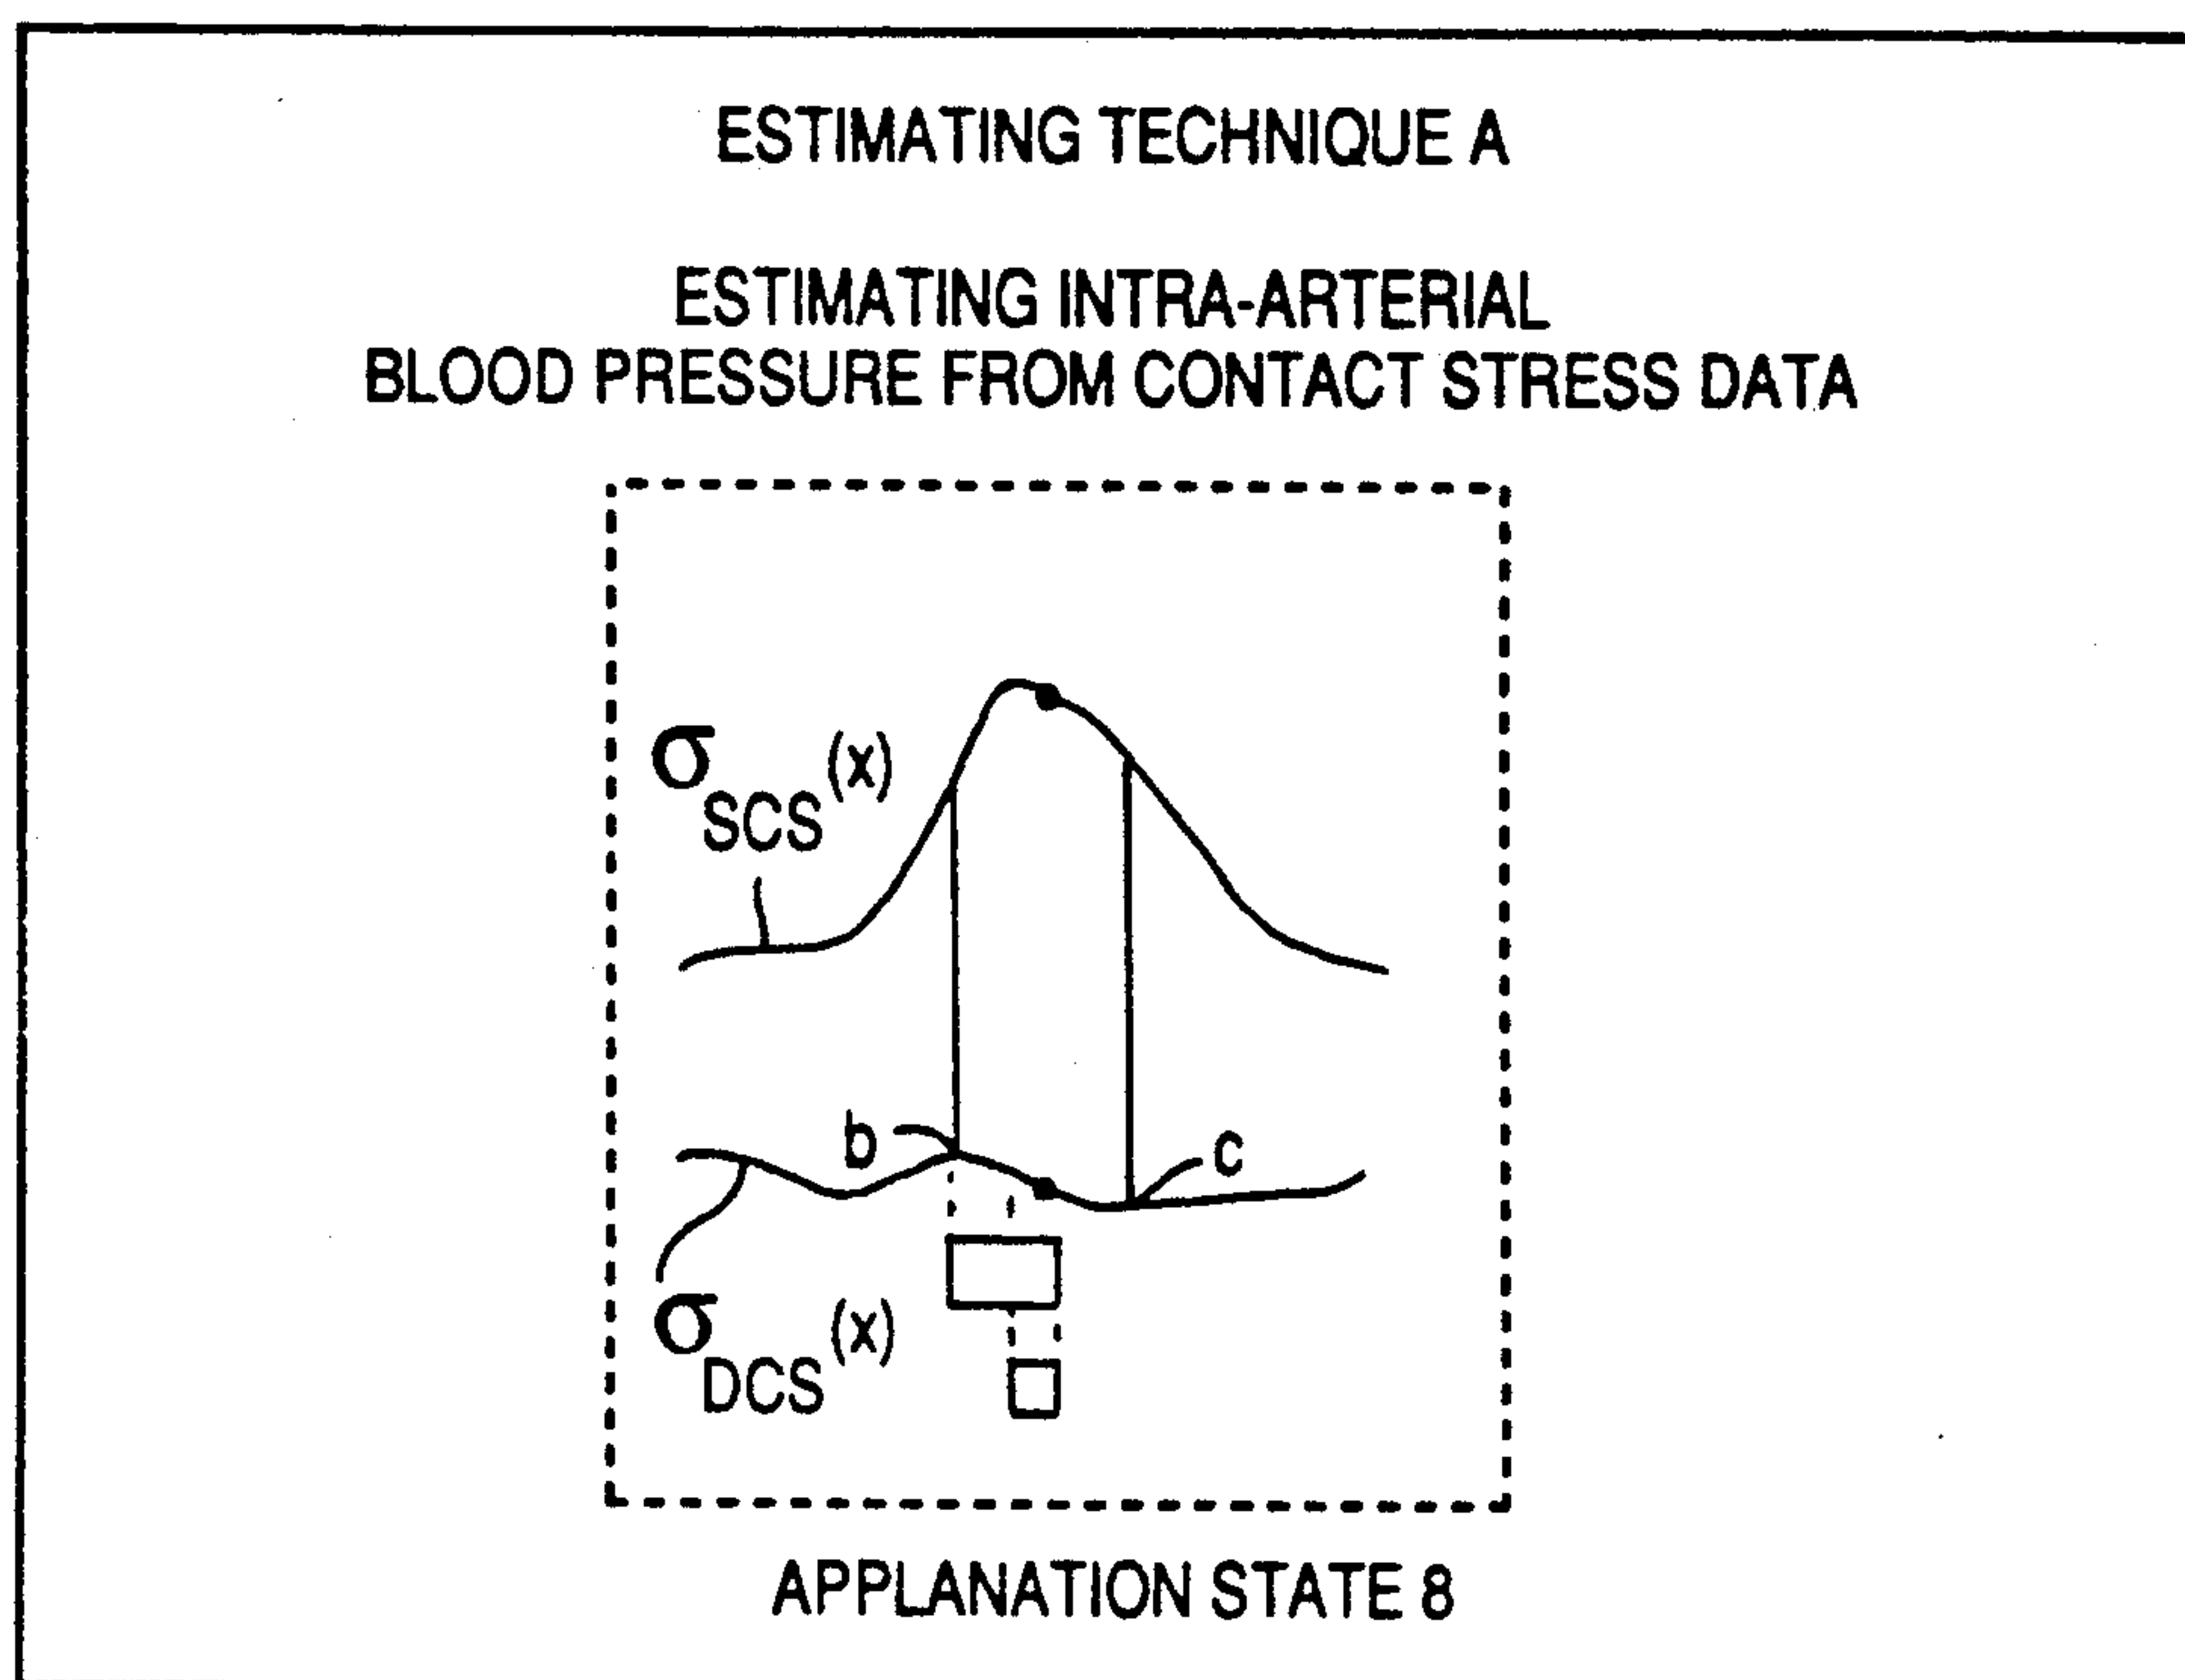 ESTIMATING TECHNIQUE A
ESTIMATING INTRA-ARTERIAL
BLOOD PRESSURE FROM CONTACT STRESS DATA
σSCS(x)
b
c
σDCS(x)
APPLANATION STATE 8